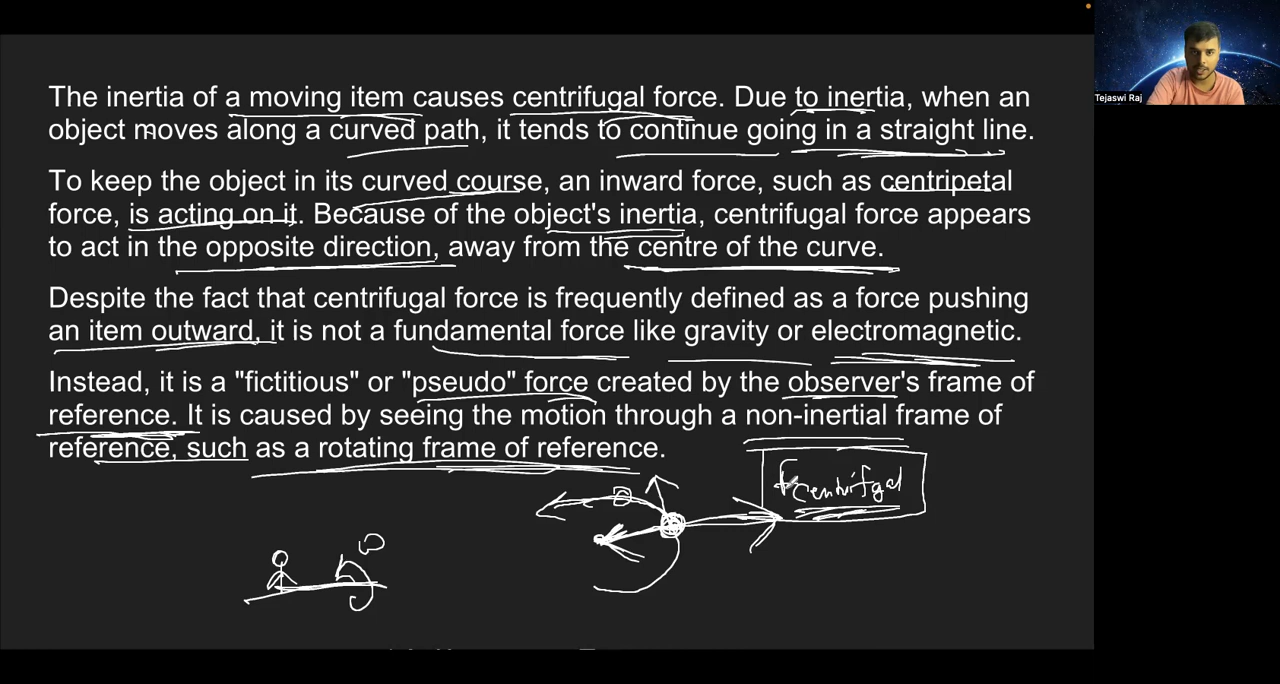 The inertia of a moving item causes centrifugal force. Due to inertia, when an
object moves along a curved path, it tends to continue going in a straight line.
To keep the object in its curved course, an inward force, such as centripetal
force, is acting on it. Because of the object's inertia, centrifugal force appears
to act in the opposite direction, away from the centre of the curve.
Despite the fact that centrifugal force is frequently defined as a force pushing
an item outward, it is not a fundamental force like gravity or electromagnetic.
Instead, it is a "fictitious" or "pseudo" force created by the observer's frame of
reference. It is caused by seeing the motion through a non-inertial frame of
reference, such as a rotating frame of reference.
Fcentrifgal
Tejaswi Raj